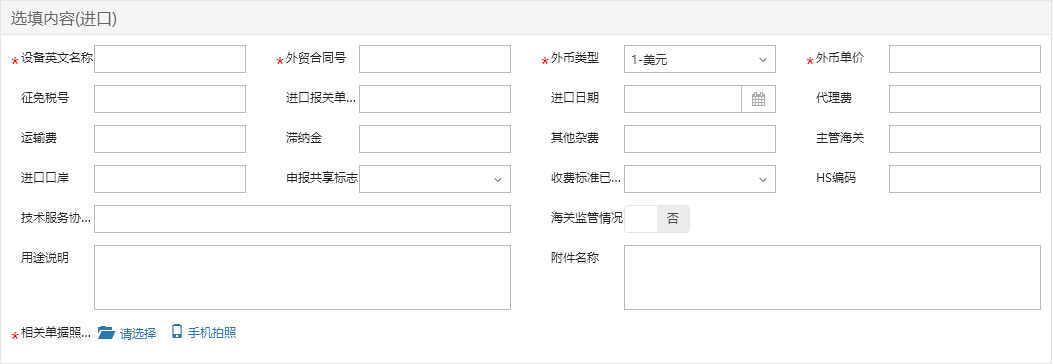 选填内容(进口)
*设备英文名称 *外贸合同号 *外币类型 1-美元 *外币单价
征免税号 进口报关单... 进口日期 代理费
运输费 滞纳金 其他杂费 主管海关
进口口岸 申报共享标志 收费标准已... HS编码
技术服务协... 海关监管情况 否
用途说明 附件名称
*相关单据照... 请选择 手机拍照